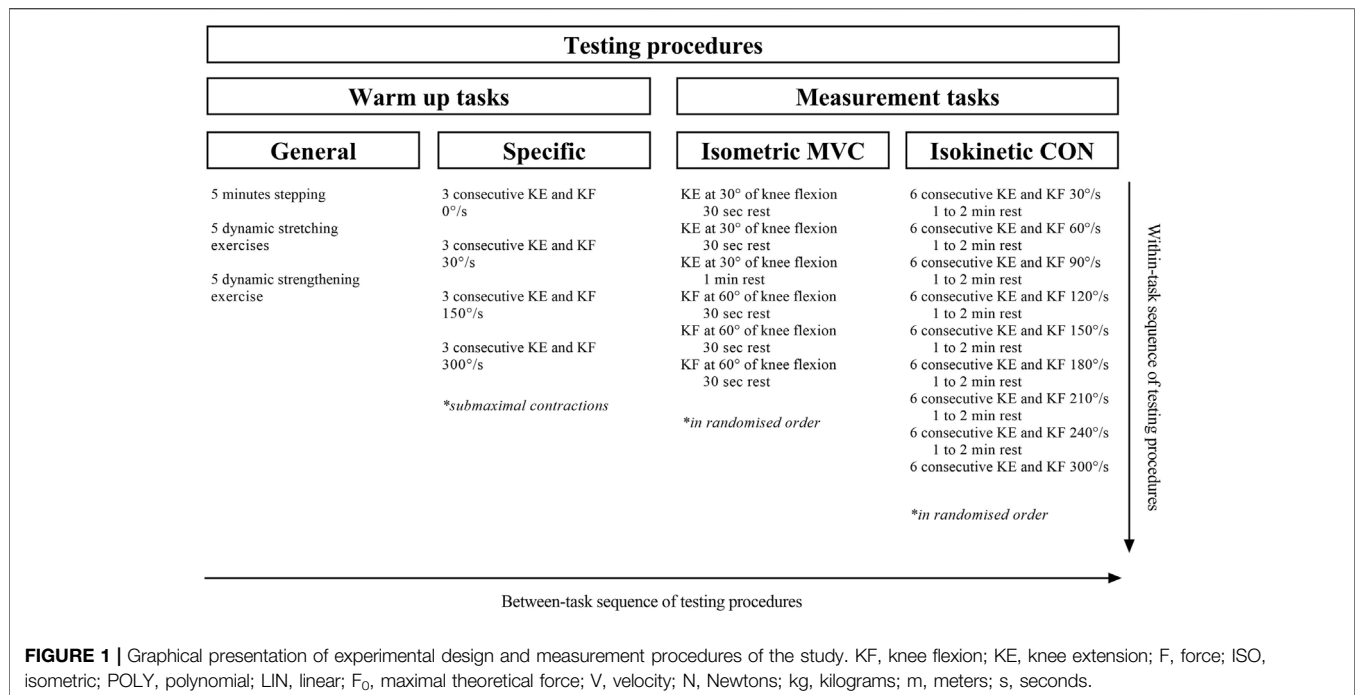 Testing procedures
Warm up tasks
Measurement tasks
General
Specific
Isometric MVC
Isokinetic CON
5 minutes stepping
5 dynamic stretching
exercises
5 dynamic strengthening
exercise
3 consecutive KE and KF
0°/s
3 consecutive KE and KF
30°/s
3 consecutive KE and KF
150°/s
3 consecutive KE and KF
300°/s
*submaximal contractions
KE at 30° of knee flexion
30 sec rest
KE at 30° of knee flexion
30 sec rest
KE at 30° of knee flexion
1 min rest
KF at 60° of knee flexion
30 sec rest
KF at 60° of knee flexion
30 sec rest
KF at 60° of knee flexion
30 sec rest
*in randomised order
6 consecutive KE and KF 30°/s
1 to 2 min rest
6 consecutive KE and KF 60°/s
1 to 2 min rest
6 consecutive KE and KF 90°/s
1 to 2 min rest
6 consecutive KE and KF 120°/s
1 to 2 min rest
6 consecutive KE and KF 150°/s
1 to 2 min rest
6 consecutive KE and KF 180°/s
1 to 2 min rest
6 consecutive KE and KF 210°/s
1 to 2 min rest
6 consecutive KE and KF 240°/s
1 to 2 min rest
6 consecutive KE and KF 300°/s
*in randomised order
Within-task sequence of testing procedures
Between-task sequence of testing procedures
FIGURE 1 | Graphical presentation of experimental design and measurement procedures of the study. KF, knee flexion; KE, knee extension; F, force; ISO,
isometric; POLY, polynomial; LIN, linear; F₀, maximal theoretical force; V, velocity; N, Newtons; kg, kilograms; m, meters; s, seconds.